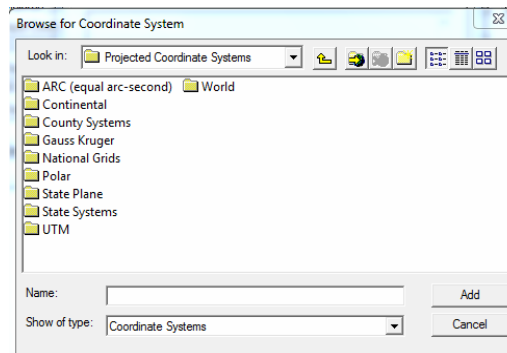 Browse for Coordinate System
Look in: Projected Coordinate Systems
ARC (equal arc-second) World
Continental
County Systems
Gauss Kruger
National Grids
Polar
State Plane
State Systems
UTM
Name: Add
Show of type: Coordinate Systems Cancel